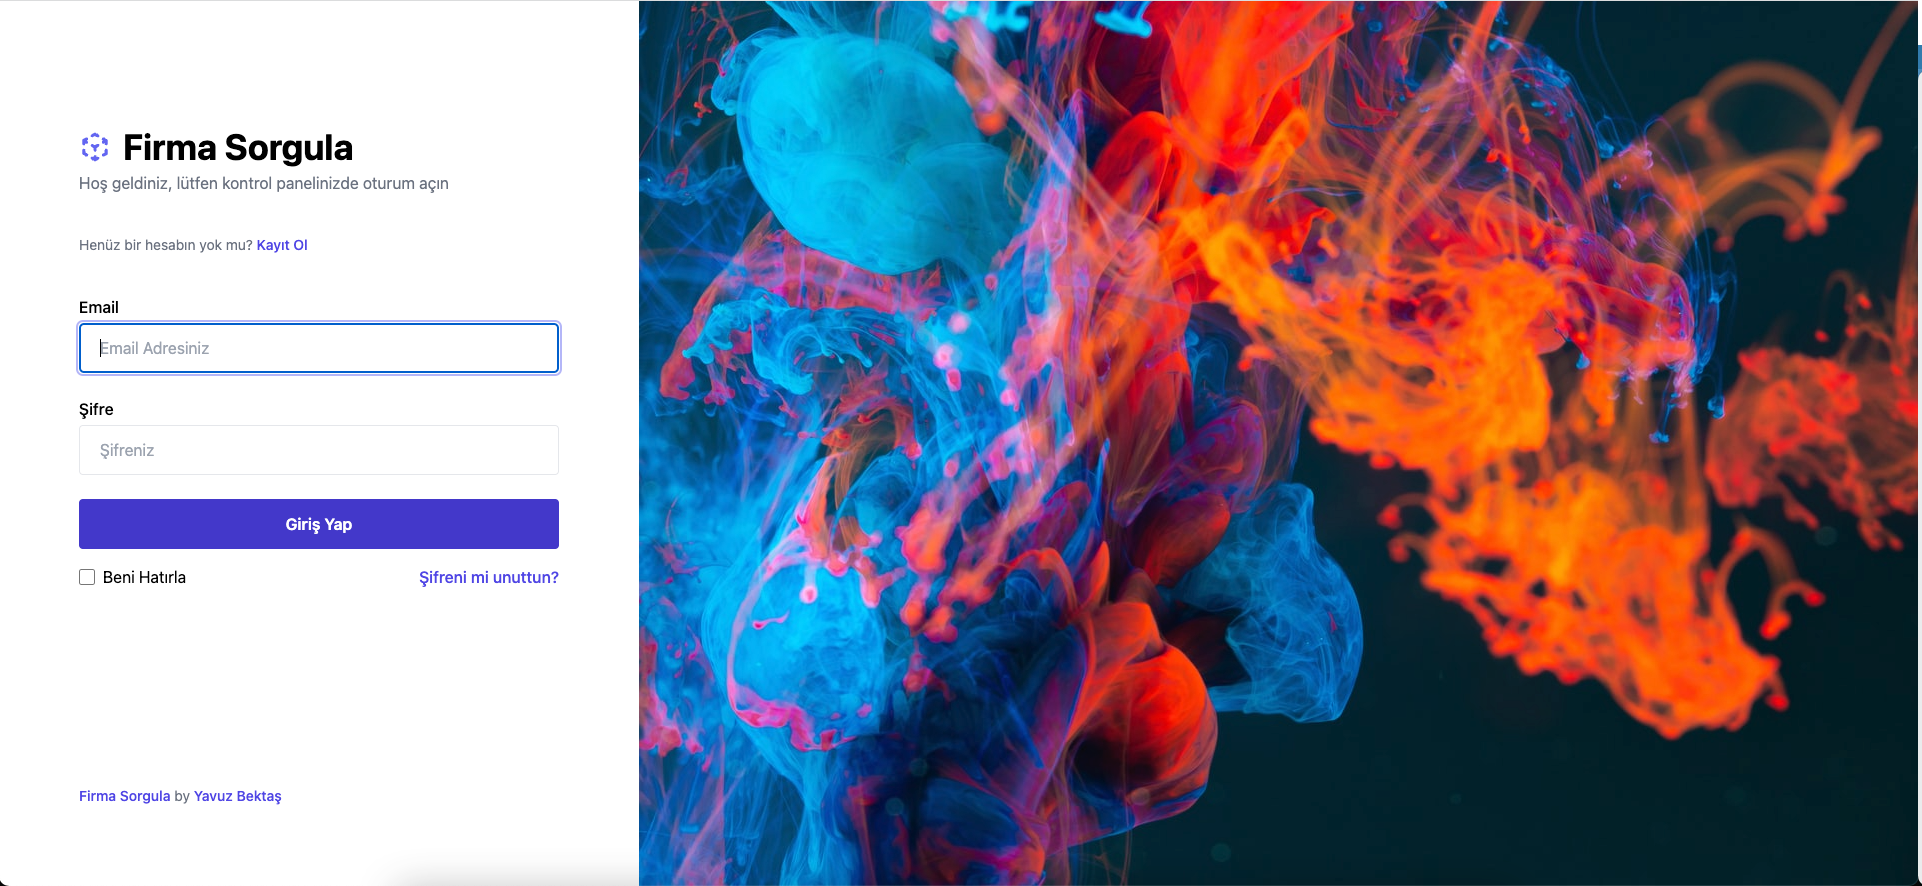 Firma Sorgula
Hoş geldiniz, lütfen kontrol panelinizde oturum açın
Henüz bir hesabın yok mu? Kayıt Ol
Email
Email Adresiniz
Şifre
Şifreniz
Giriş Yap
Beni Hatırla
Şifreni mi unuttun?
Firma Sorgula by Yavuz Bektaş